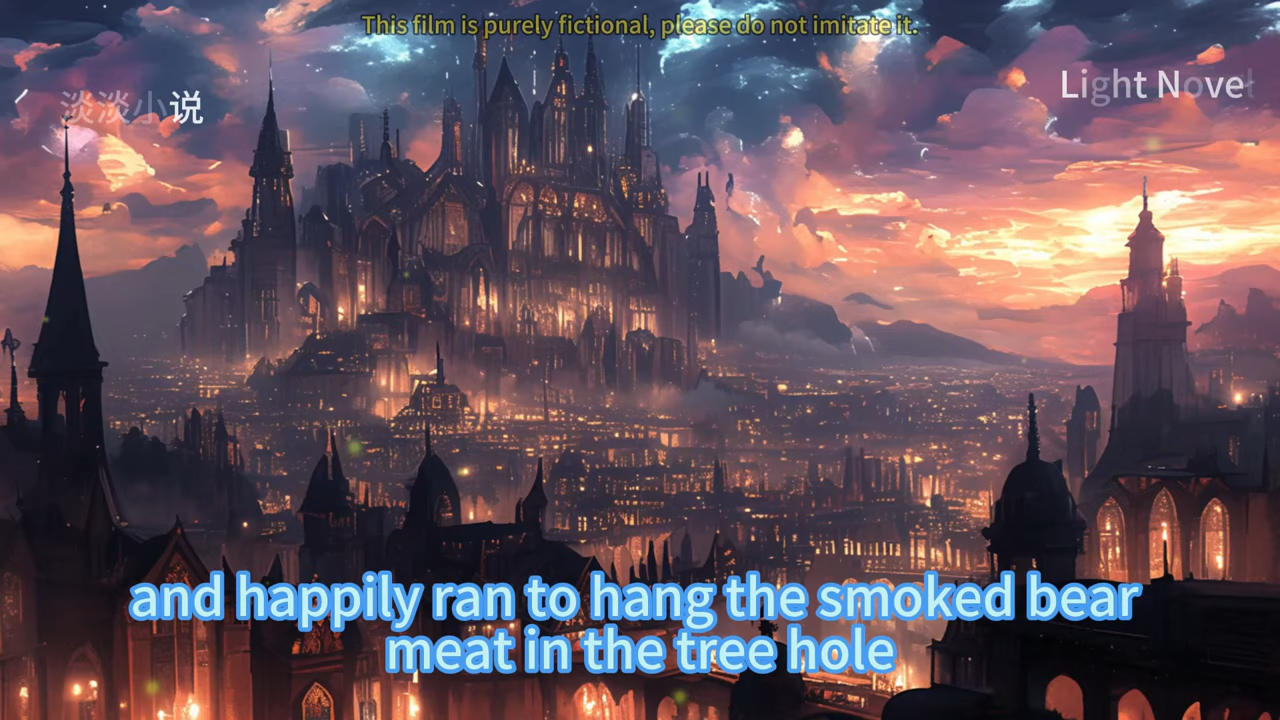 This film is purely fictional, please do not imitate it.
淡淡小说
Light Novel
and happily ran to hang the smoked bear
meat in the tree hole